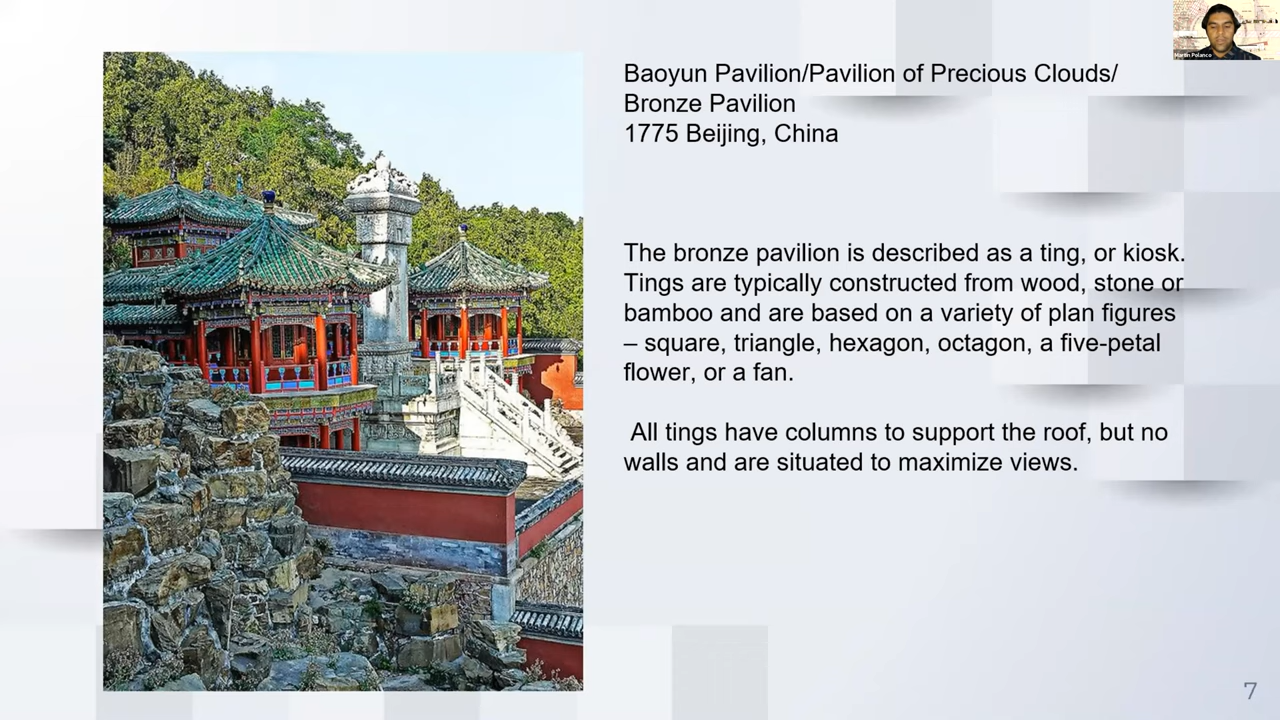 Baoyun Pavilion/Pavilion of Precious Clouds/
Bronze Pavilion
1775 Beijing, China
The bronze pavilion is described as a ting, or kiosk.
Tings are typically constructed from wood, stone or
bamboo and are based on a variety of plan figures
– square, triangle, hexagon, octagon, a five-petal
flower, or a fan.
All tings have columns to support the roof, but no
walls and are situated to maximize views.
Martin Polanco
7